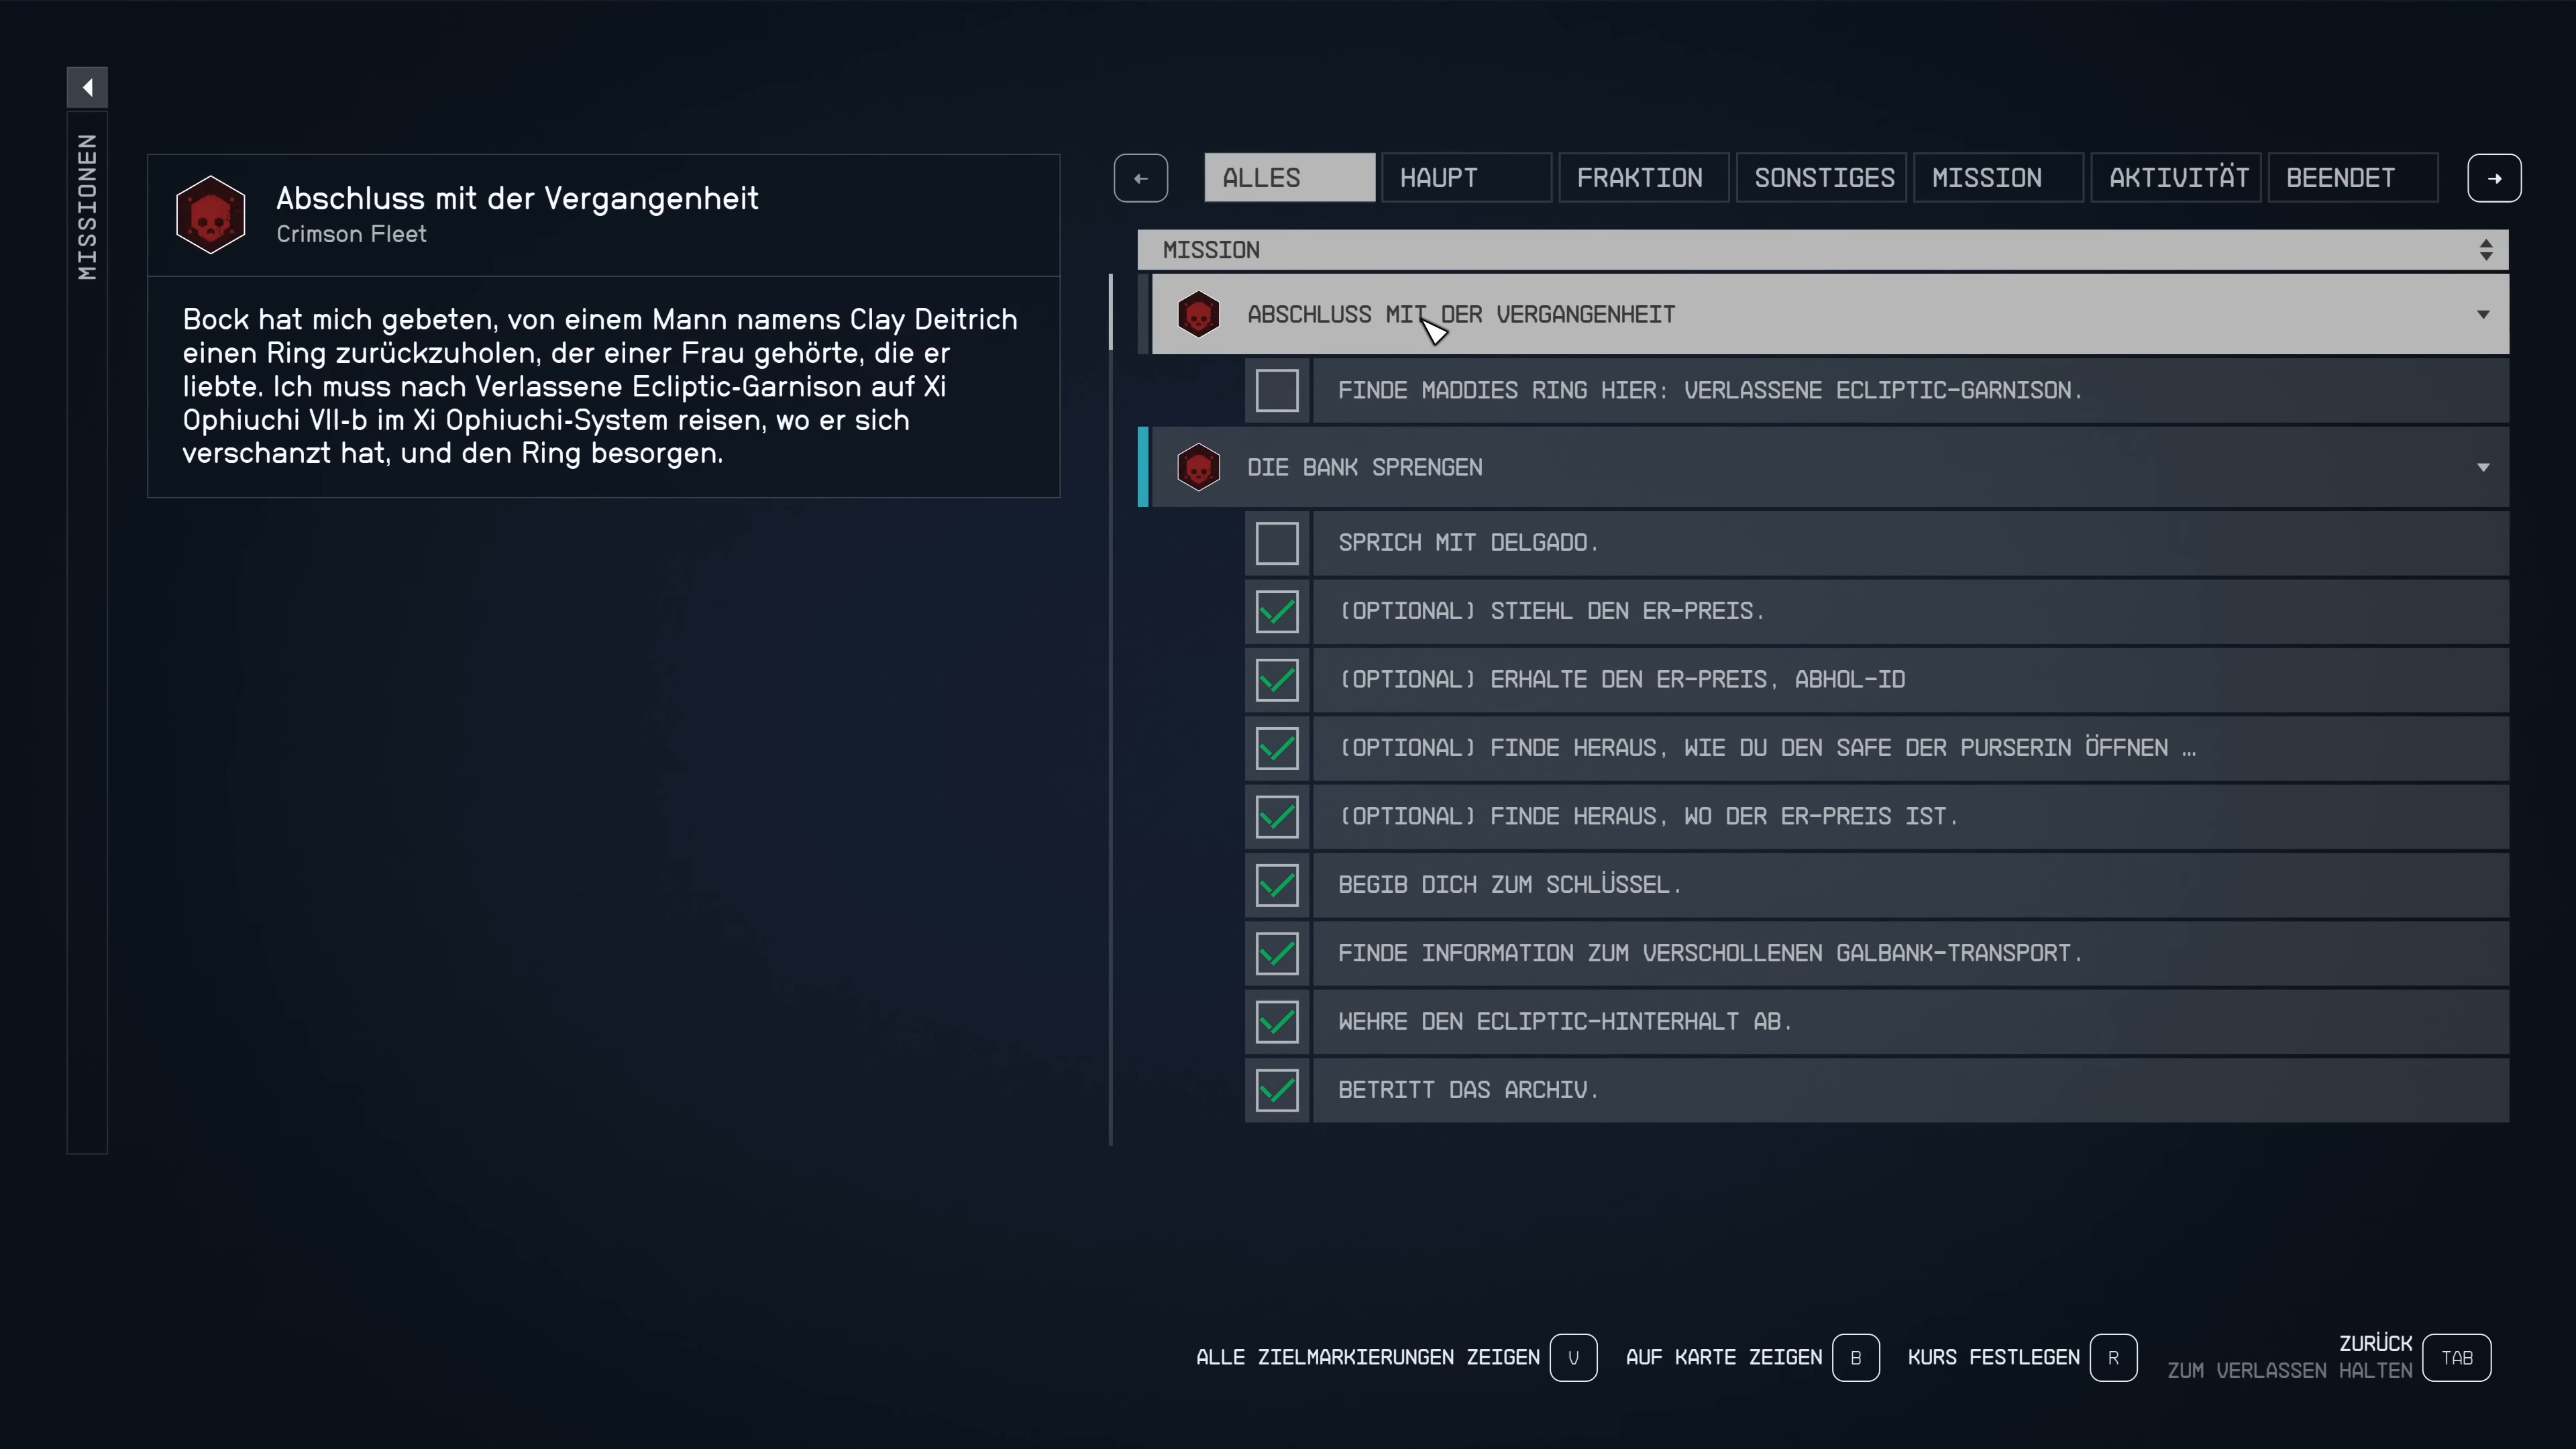 MISSIONEN
Abschluss mit der Vergangenheit
Crimson Fleet
Bock hat mich gebeten, von einem Mann namens Clay Deitrich
einen Ring zurückzuholen, der einer Frau gehörte, die er
liebte. Ich muss nach Verlassene Ecliptic-Garnison auf Xi
Ophiuchi VII-b im Xi Ophiuchi-System reisen, wo er sich
verschanzt hat, und den Ring besorgen.
ALLES HAUPT FRAKTION SONSTIGES MISSION AKTIVITÄT BEENDET
MISSION
ABSCHLUSS MIT DER VERGANGENHEIT
FINDE MADDIES RING HIER: VERLASSENE ECLIPTIC-GARNISON.
DIE BANK SPRENGEN
SPRICH MIT DELGADO.
(OPTIONAL) STIEHL DEN ER-PREIS.
(OPTIONAL) ERHALTE DEN ER-PREIS, ABHOL-ID
(OPTIONAL) FINDE HERAUS, WIE DU DEN SAFE DER PURSERIN ÖFFNEN ...
(OPTIONAL) FINDE HERAUS, WO DER ER-PREIS IST.
BEGIB DICH ZUM SCHLÜSSEL.
FINDE INFORMATION ZUM VERSCHOLLENEN GALBANK-TRANSPORT.
WEHRE DEN ECLIPTIC-HINTERHALT AB.
BETRITT DAS ARCHIV.
ALLE ZIELMARKIERUNGEN ZEIGEN V AUF KARTE ZEIGEN B KURS FESTLEGEN R ZURÜCK TAB
ZUM VERLASSEN HALTEN